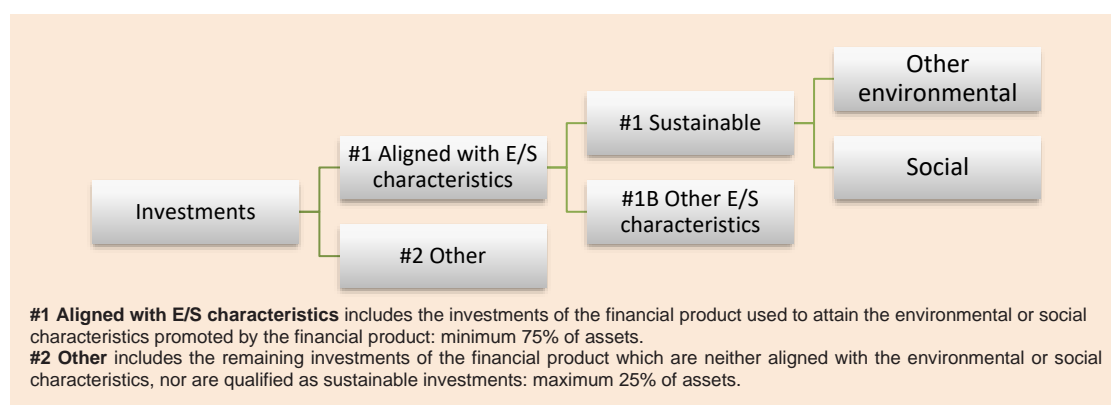 Other
environmental
#1 Sustainable
#1 Aligned with E/S
characteristics
Social
Investments
#1B Other E/S
characteristics
#2 Other
#1 Aligned with E/S characteristics includes the investments of the financial product used to attain the environmental or social
characteristics promoted by the financial product: minimum 75% of assets.
#2 Other includes the remaining investments of the financial product which are neither aligned with the environmental or social
characteristics, nor are qualified as sustainable investments: maximum 25% of assets.